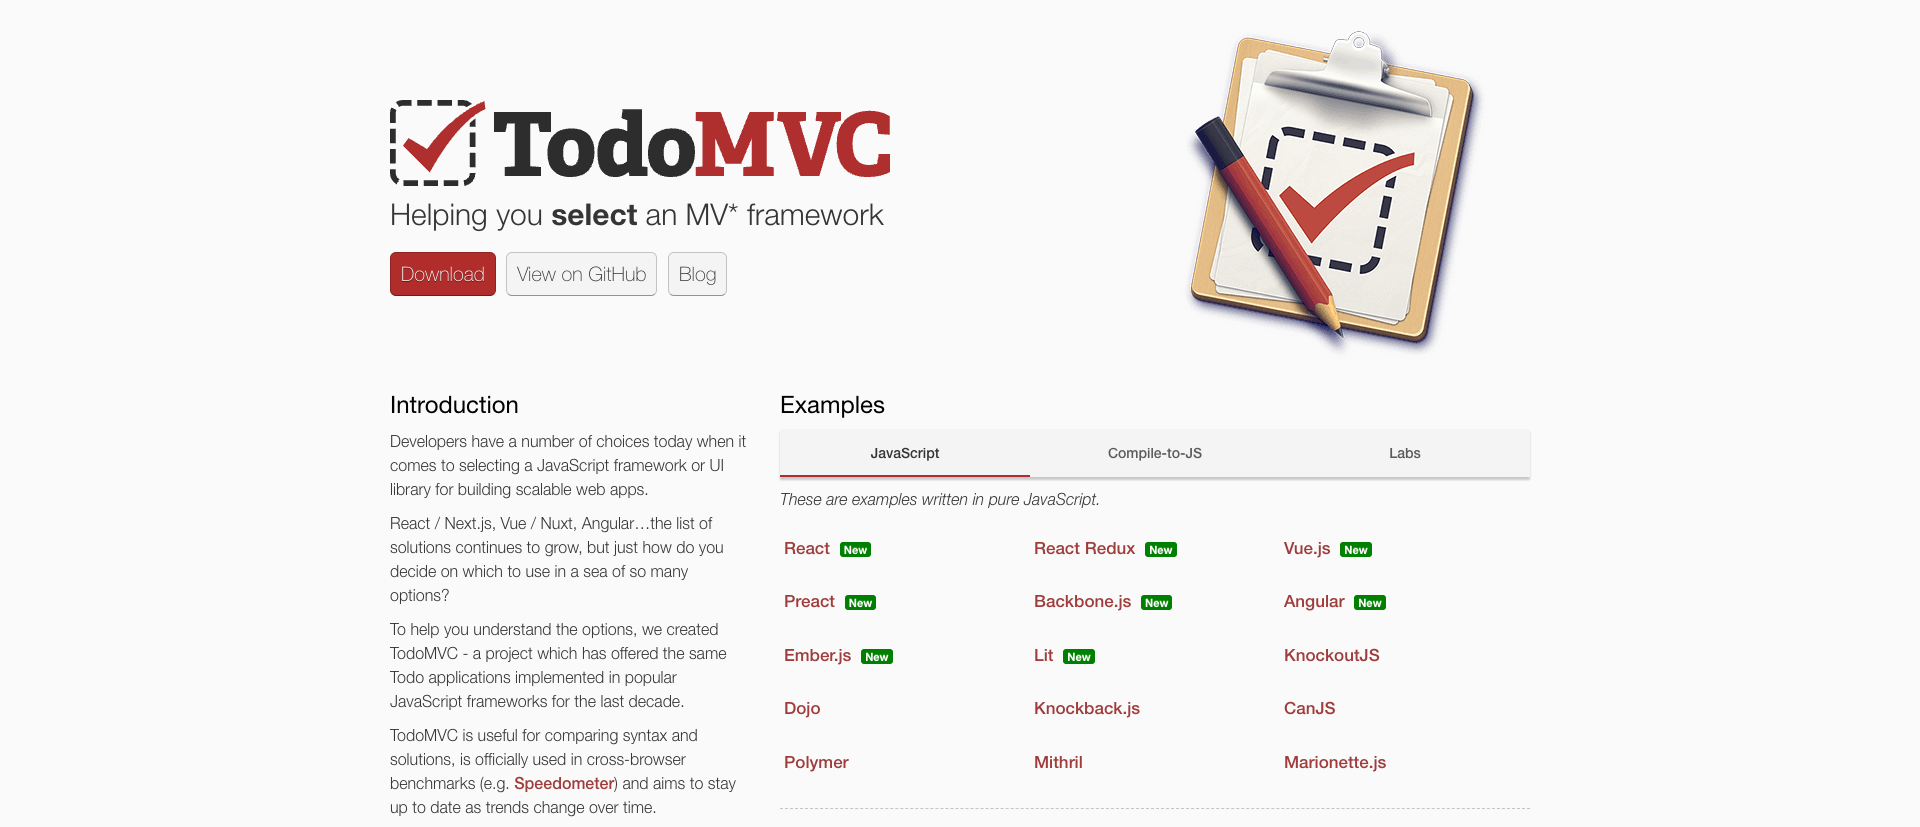 TodoMVC
Helping you select an MV* framework
Download
View on GitHub
Blog
Introduction
Developers have a number of choices today when it
comes to selecting a JavaScript framework or UI
library for building scalable web apps.
React / Next.js, Vue / Nuxt, Angular…the list of
solutions continues to grow, but just how do you
decide on which to use in a sea of so many
options?
To help you understand the options, we created
TodoMVC - a project which has offered the same
Todo applications implemented in popular
JavaScript frameworks for the last decade.
TodoMVC is useful for comparing syntax and
solutions, is officially used in cross-browser
benchmarks (e.g. Speedometer) and aims to stay
up to date as trends change over time.
Examples
JavaScript
Compile-to-JS
Labs
These are examples written in pure JavaScript.
React New
React Redux New
Vue.js New
Preact New
Backbone.js New
Angular New
Ember.js New
Lit New
KnockoutJS
Dojo
Knockback.js
CanJS
Polymer
Mithril
Marionette.js